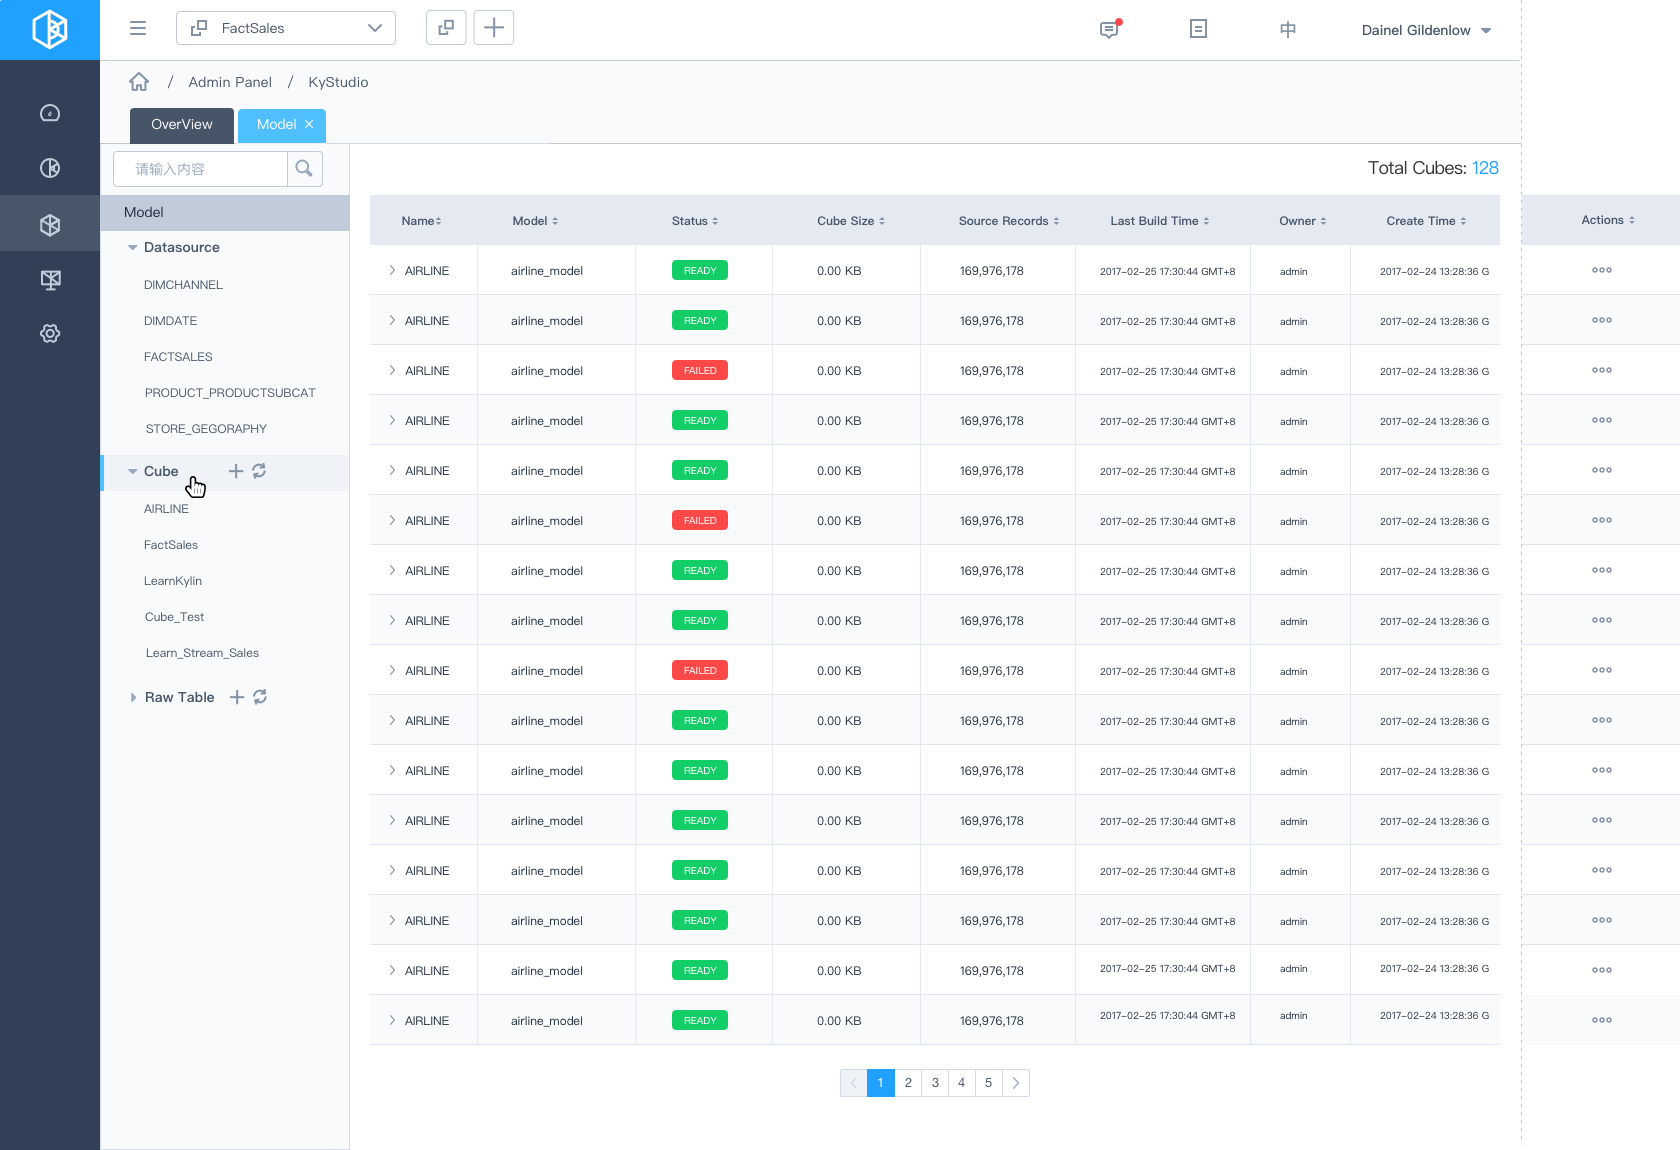 FactSales
中
Dainel Gildenlow
/ Admin Panel / KyStudio
OverView
Model ×
请输入内容
Total Cubes: 128
Model
Datasource
DIMCHANNEL
DIMDATE
FACTSALES
PRODUCT_PRODUCTSUBCAT
STORE_GEGORAPHY
Cube
AIRLINE
FactSales
LearnKylin
Cube_Test
Learn_Stream_Sales
Raw Table
Name Model Status Cube Size Source Records Last Build Time Owner Create Time Actions
AIRLINE airline_model READY 0.00 KB 169,976,178 2017-02-25 17:30:44 GMT+8 admin 2017-02-24 13:28:36 G
AIRLINE airline_model READY 0.00 KB 169,976,178 2017-02-25 17:30:44 GMT+8 admin 2017-02-24 13:28:36 G
AIRLINE airline_model FAILED 0.00 KB 169,976,178 2017-02-25 17:30:44 GMT+8 admin 2017-02-24 13:28:36 G
AIRLINE airline_model READY 0.00 KB 169,976,178 2017-02-25 17:30:44 GMT+8 admin 2017-02-24 13:28:36 G
AIRLINE airline_model READY 0.00 KB 169,976,178 2017-02-25 17:30:44 GMT+8 admin 2017-02-24 13:28:36 G
AIRLINE airline_model FAILED 0.00 KB 169,976,178 2017-02-25 17:30:44 GMT+8 admin 2017-02-24 13:28:36 G
AIRLINE airline_model READY 0.00 KB 169,976,178 2017-02-25 17:30:44 GMT+8 admin 2017-02-24 13:28:36 G
AIRLINE airline_model READY 0.00 KB 169,976,178 2017-02-25 17:30:44 GMT+8 admin 2017-02-24 13:28:36 G
AIRLINE airline_model FAILED 0.00 KB 169,976,178 2017-02-25 17:30:44 GMT+8 admin 2017-02-24 13:28:36 G
AIRLINE airline_model READY 0.00 KB 169,976,178 2017-02-25 17:30:44 GMT+8 admin 2017-02-24 13:28:36 G
AIRLINE airline_model READY 0.00 KB 169,976,178 2017-02-25 17:30:44 GMT+8 admin 2017-02-24 13:28:36 G
AIRLINE airline_model READY 0.00 KB 169,976,178 2017-02-25 17:30:44 GMT+8 admin 2017-02-24 13:28:36 G
AIRLINE airline_model READY 0.00 KB 169,976,178 2017-02-25 17:30:44 GMT+8 admin 2017-02-24 13:28:36 G
AIRLINE airline_model READY 0.00 KB 169,976,178 2017-02-25 17:30:44 GMT+8 admin 2017-02-24 13:28:36 G
AIRLINE airline_model READY 0.00 KB 169,976,178 2017-02-25 17:30:44 GMT+8 admin 2017-02-24 13:28:36 G
AIRLINE airline_model READY 0.00 KB 169,976,178 2017-02-25 17:30:44 GMT+8 admin 2017-02-24 13:28:36 G
1 2 3 4 5